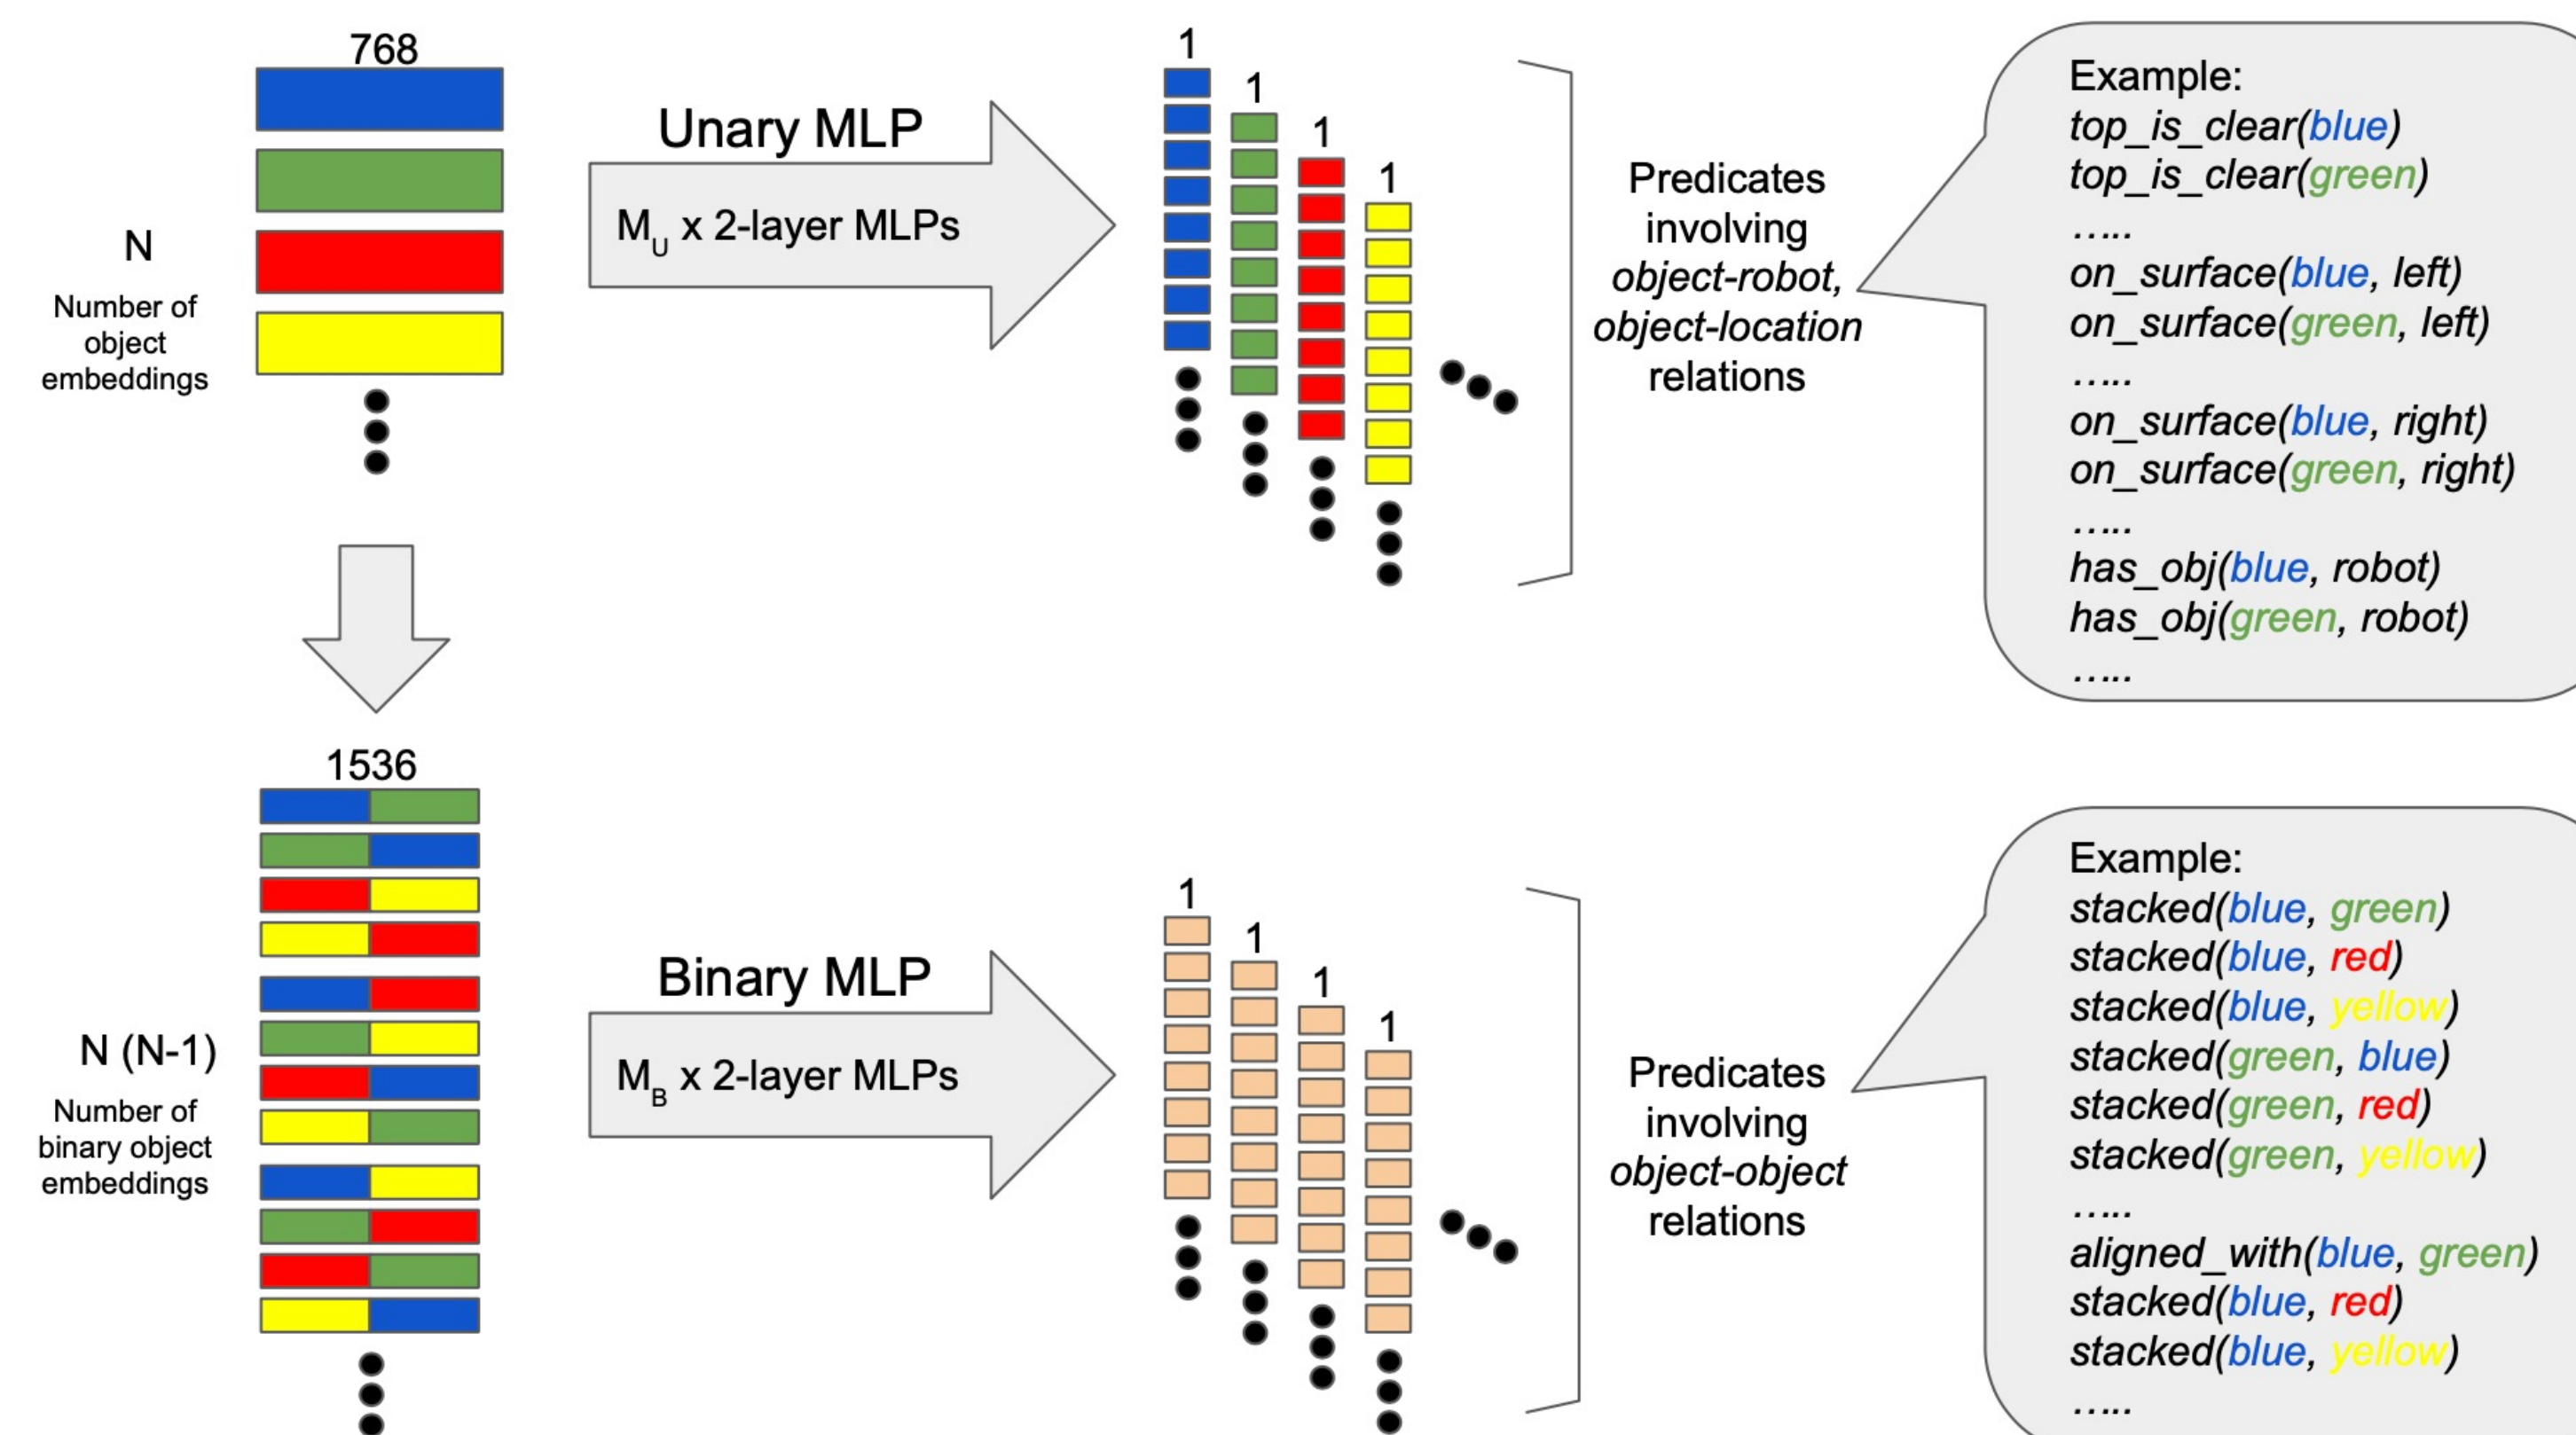 768
N
Number of
object
embeddings
Unary MLP
M_U x 2-layer MLPs
1
1
1
1
Predicates
involving
object-robot,
object-location
relations
Example:
top_is_clear(blue)
top_is_clear(green)
…..
on_surface(blue, left)
on_surface(green, left)
…..
on_surface(blue, right)
on_surface(green, right)
…..
has_obj(blue, robot)
has_obj(green, robot)
…..
1536
N (N-1)
Number of
binary object
embeddings
Binary MLP
M_B x 2-layer MLPs
1
1
1
1
Predicates
involving
object-object
relations
Example:
stacked(blue, green)
stacked(blue, red)
stacked(blue, yellow)
stacked(green, blue)
stacked(green, red)
stacked(green, yellow)
…..
aligned_with(blue, green)
stacked(blue, red)
stacked(blue, yellow)
…..